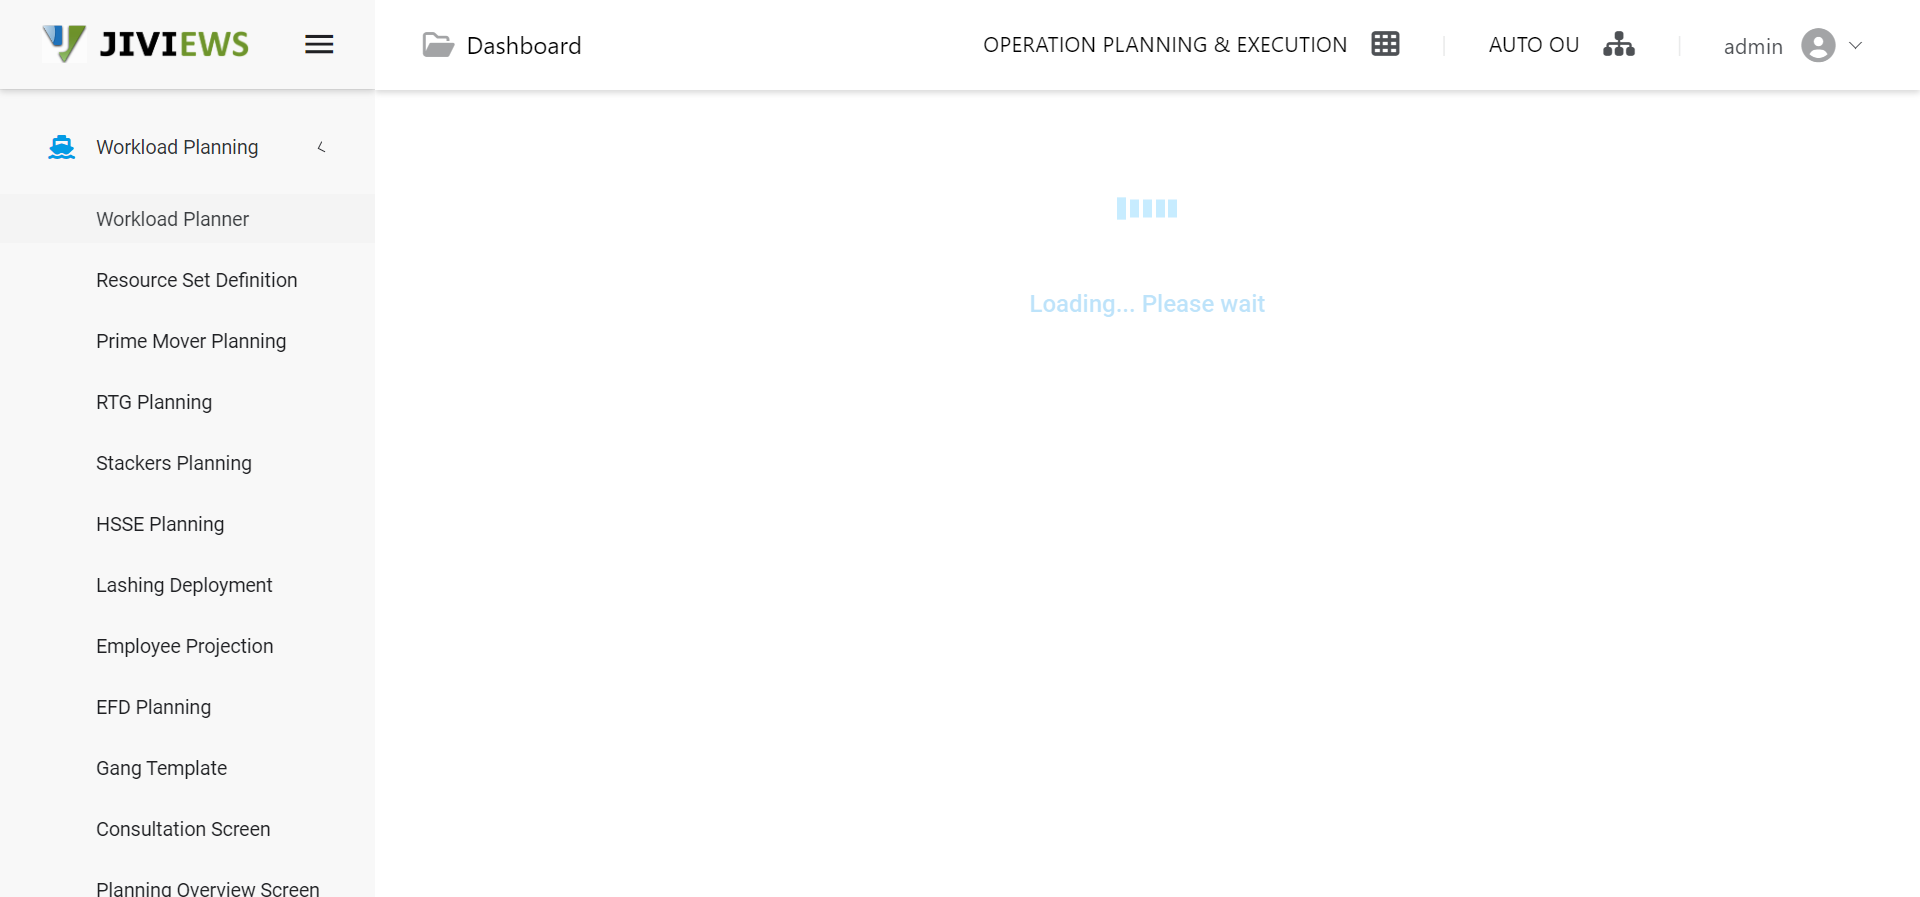 JIVIEWS
Dashboard
OPERATION PLANNING & EXECUTION
AUTO OU
admin
Workload Planning
Workload Planner
Resource Set Definition
Prime Mover Planning
RTG Planning
Stackers Planning
HSSE Planning
Lashing Deployment
Employee Projection
EFD Planning
Gang Template
Consultation Screen
Planning Overview Screen
Loading... Please wait